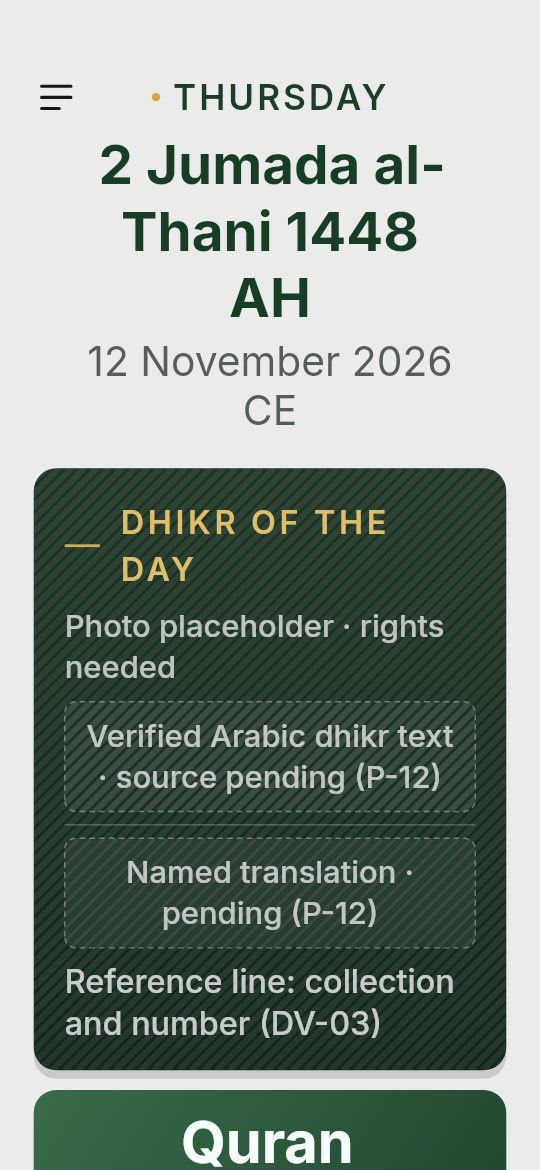 THURSDAY
2 Jumada al-
Thani 1448
AH
12 November 2026
CE
DHIKR OF THE
DAY
Photo placeholder · rights
needed
Verified Arabic dhikr text
· source pending (P-12)
Named translation ·
pending (P-12)
Reference line: collection
and number (DV-03)
Quran